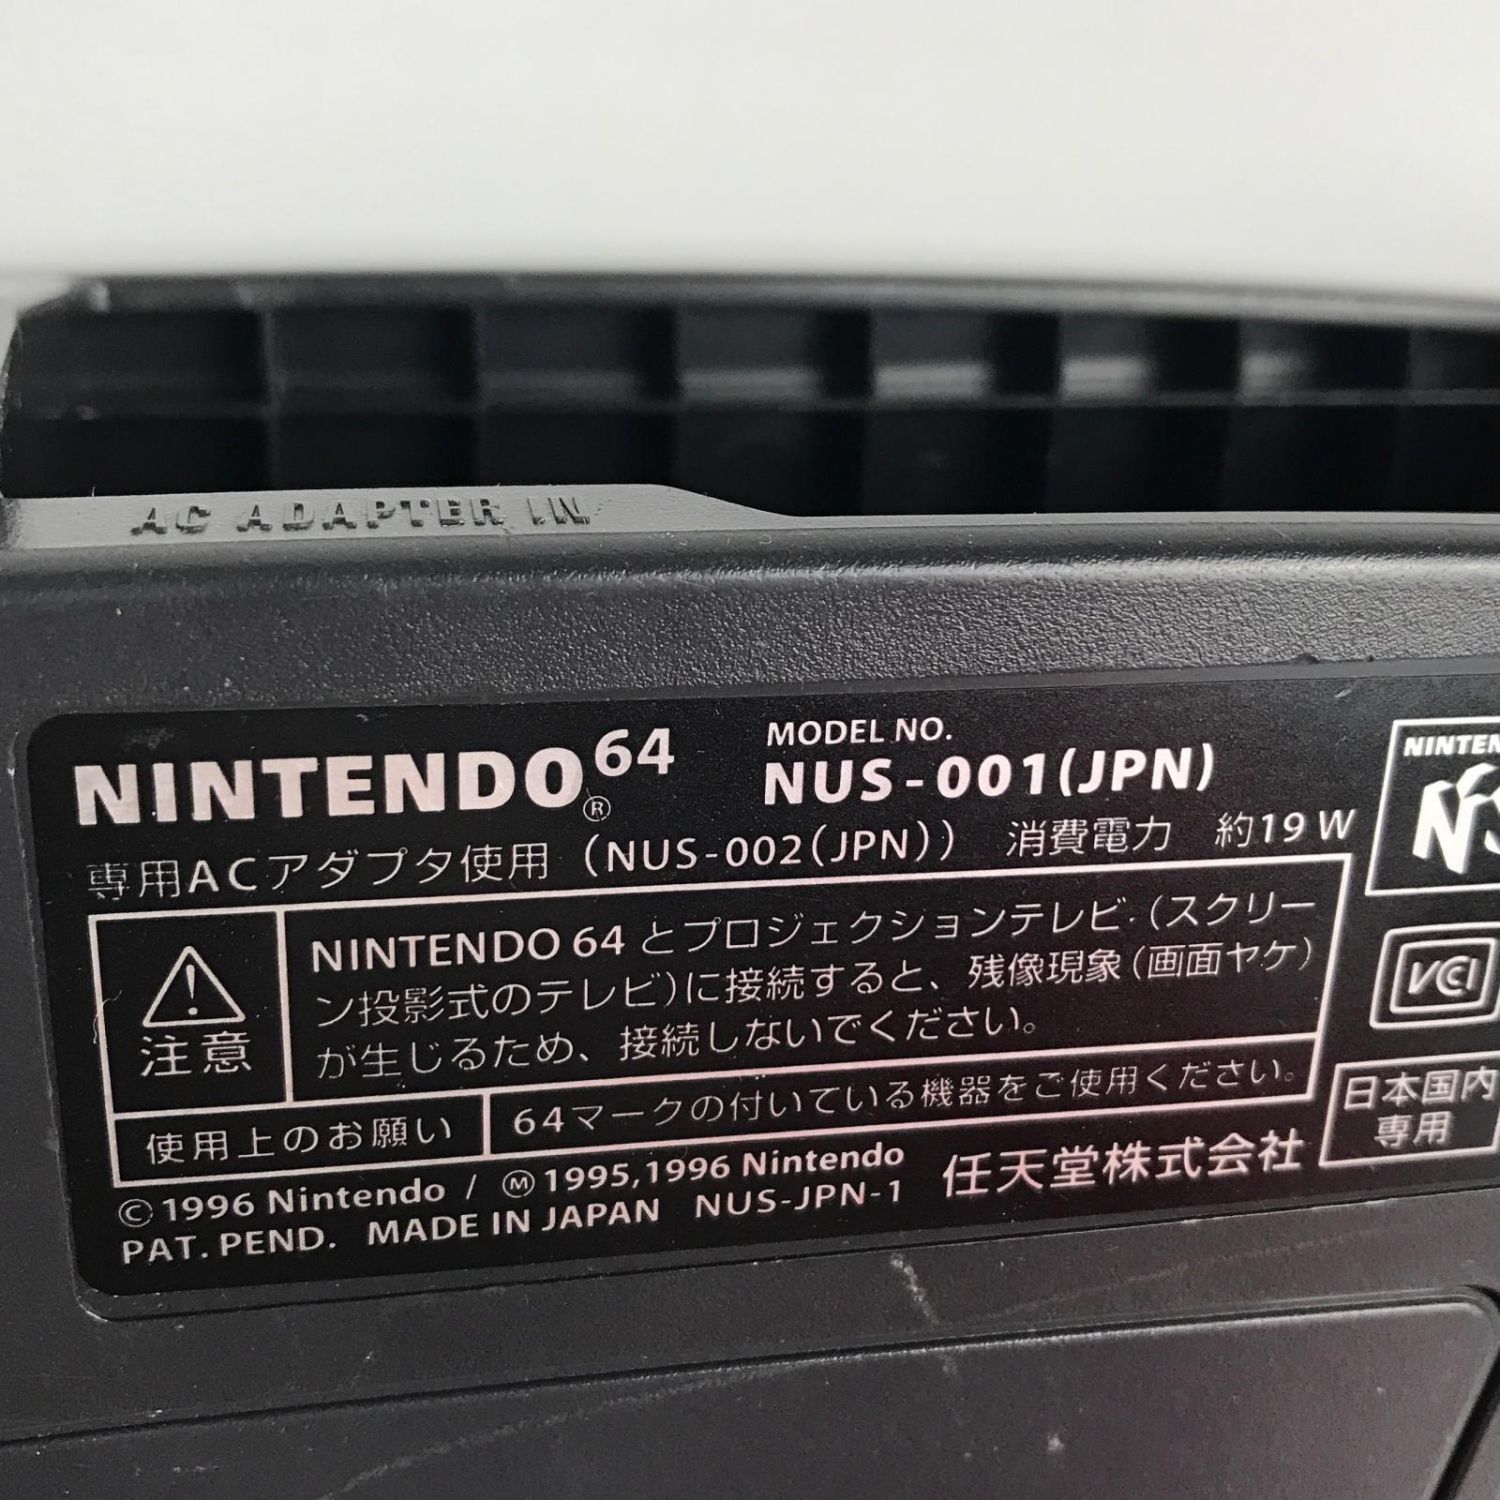 AC ADAPTER IN
NINTENDO 64®
MODEL NO.
NUS-001(JPN)
専用ACアダプタ使用（NUS-002(JPN)） 消費電力 約19W
注意
NINTENDO 64 とプロジェクションテレビ(スクリー
ン投影式のテレビ)に接続すると、残像現象(画面ヤケ)
が生じるため、接続しないでください。
使用上のお願い
64マークの付いている機器をご使用ください。
©1996 Nintendo / Ⓜ1995,1996 Nintendo
PAT. PEND. MADE IN JAPAN NUS-JPN-1
任天堂株式会社
VCI
日本国内
専用